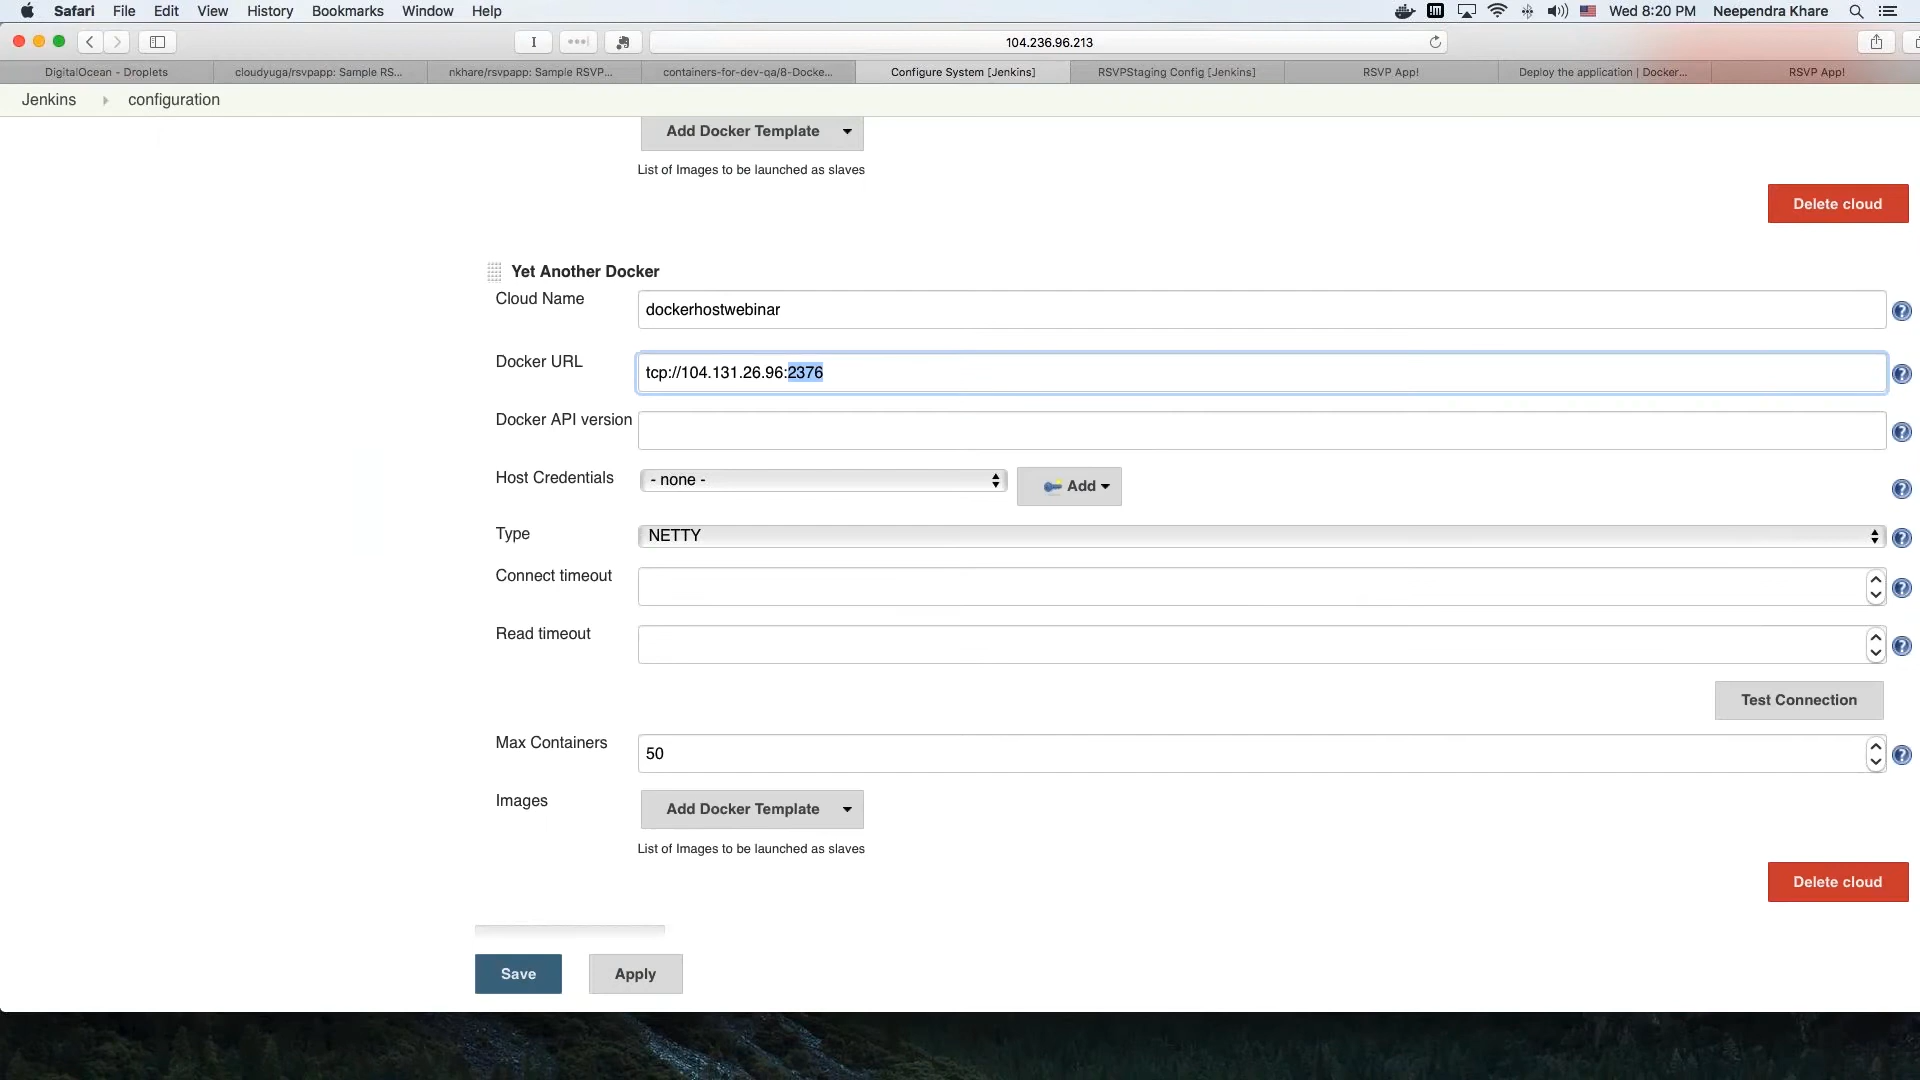 Safari File Edit View History Bookmarks Window Help Wed 8:20 PM Neependra Khare
104.236.96.213
DigitalOcean - Droplets cloudyuga/rsvpapp: Sample RS... nkhare/rsvpapp: Sample RSVP... containers-for-dev-qa/8-Docke... Configure System [Jenkins] RSVPStaging Config [Jenkins] RSVP App! Deploy the application | Docker... RSVP App!
Jenkins configuration
Add Docker Template
List of Images to be launched as slaves
Delete cloud
Yet Another Docker
Cloud Name dockerhostwebinar
Docker URL tcp://104.131.26.96:2376
Docker API version
Host Credentials - none - Add
Type NETTY
Connect timeout
Read timeout
Test Connection
Max Containers 50
Images Add Docker Template
List of Images to be launched as slaves
Delete cloud
Save Apply